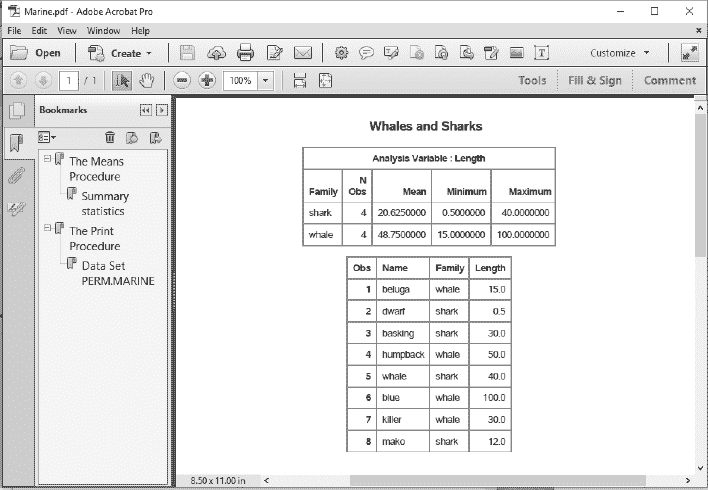 Marine.pdf - Adobe Acrobat Pro
File Edit View Window Help
Open Create Customize
1 / 1 100% Tools Fill & Sign Comment
Bookmarks
The Means
Procedure
Summary
statistics
The Print
Procedure
Data Set
PERM.MARINE
Whales and Sharks
Analysis Variable : Length
Family N Obs Mean Minimum Maximum
shark 4 20.6250000 0.5000000 40.0000000
whale 4 48.7500000 15.0000000 100.0000000
Obs Name Family Length
1 beluga whale 15.0
2 dwarf shark 0.5
3 basking shark 30.0
4 humpback whale 50.0
5 whale shark 40.0
6 blue whale 100.0
7 killer whale 30.0
8 mako shark 12.0
8.50 x 11.00 in